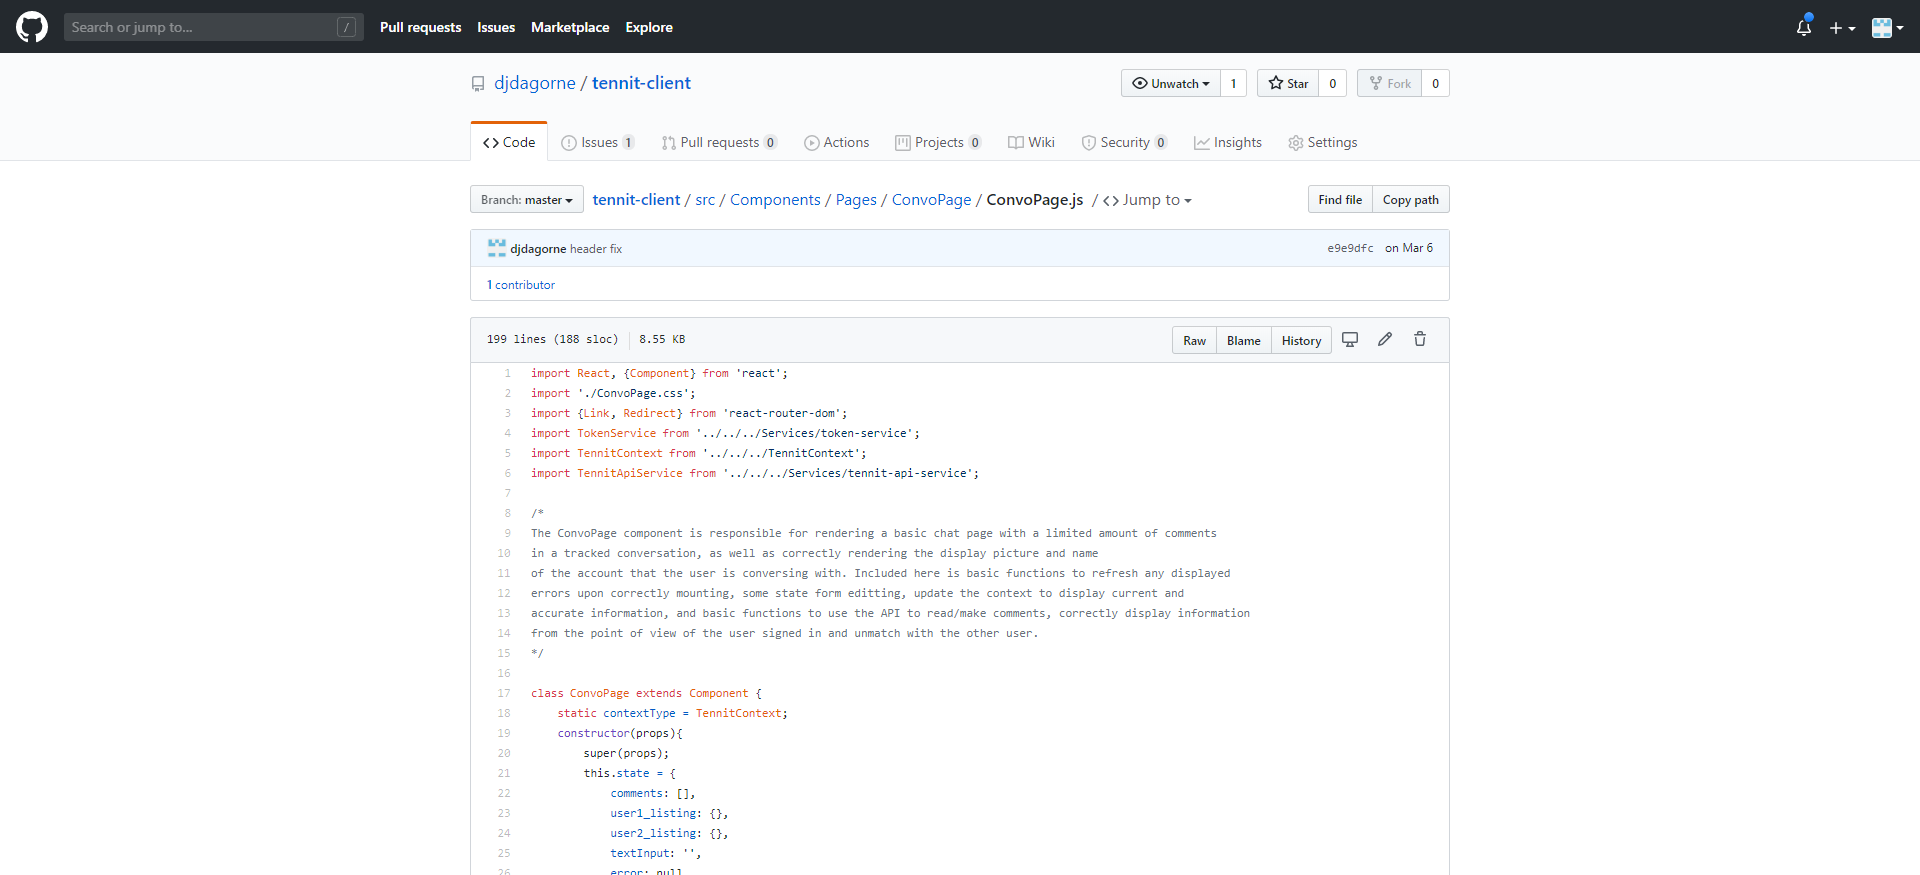 Search or jump to... / Pull requests Issues Marketplace Explore
djdagorne / tennit-client Unwatch 1 Star 0 Fork 0
Code Issues 1 Pull requests 0 Actions Projects 0 Wiki Security 0 Insights Settings
Branch: master tennit-client / src / Components / Pages / ConvoPage / ConvoPage.js / <> Jump to Find file Copy path
djdagorne header fix e9e9dfc on Mar 6
1 contributor
199 lines (188 sloc) 8.55 KB Raw Blame History
1 import React, {Component} from 'react';
2 import './ConvoPage.css';
3 import {Link, Redirect} from 'react-router-dom';
4 import TokenService from '../../../Services/token-service';
5 import TennitContext from '../../../TennitContext';
6 import TennitApiService from '../../../Services/tennit-api-service';
7
8 /*
9 The ConvoPage component is responsible for rendering a basic chat page with a limited amount of comments
10 in a tracked conversation, as well as correctly rendering the display picture and name
11 of the account that the user is conversing with. Included here is basic functions to refresh any displayed
12 errors upon correctly mounting, some state form editting, update the context to display current and
13 accurate information, and basic functions to use the API to read/make comments, correctly display information
14 from the point of view of the user signed in and unmatch with the other user.
15 */
16
17 class ConvoPage extends Component {
18 static contextType = TennitContext;
19 constructor(props){
20 super(props);
21 this.state = {
22 comments: [],
23 user1_listing: {},
24 user2_listing: {},
25 textInput: '',
26 error: null